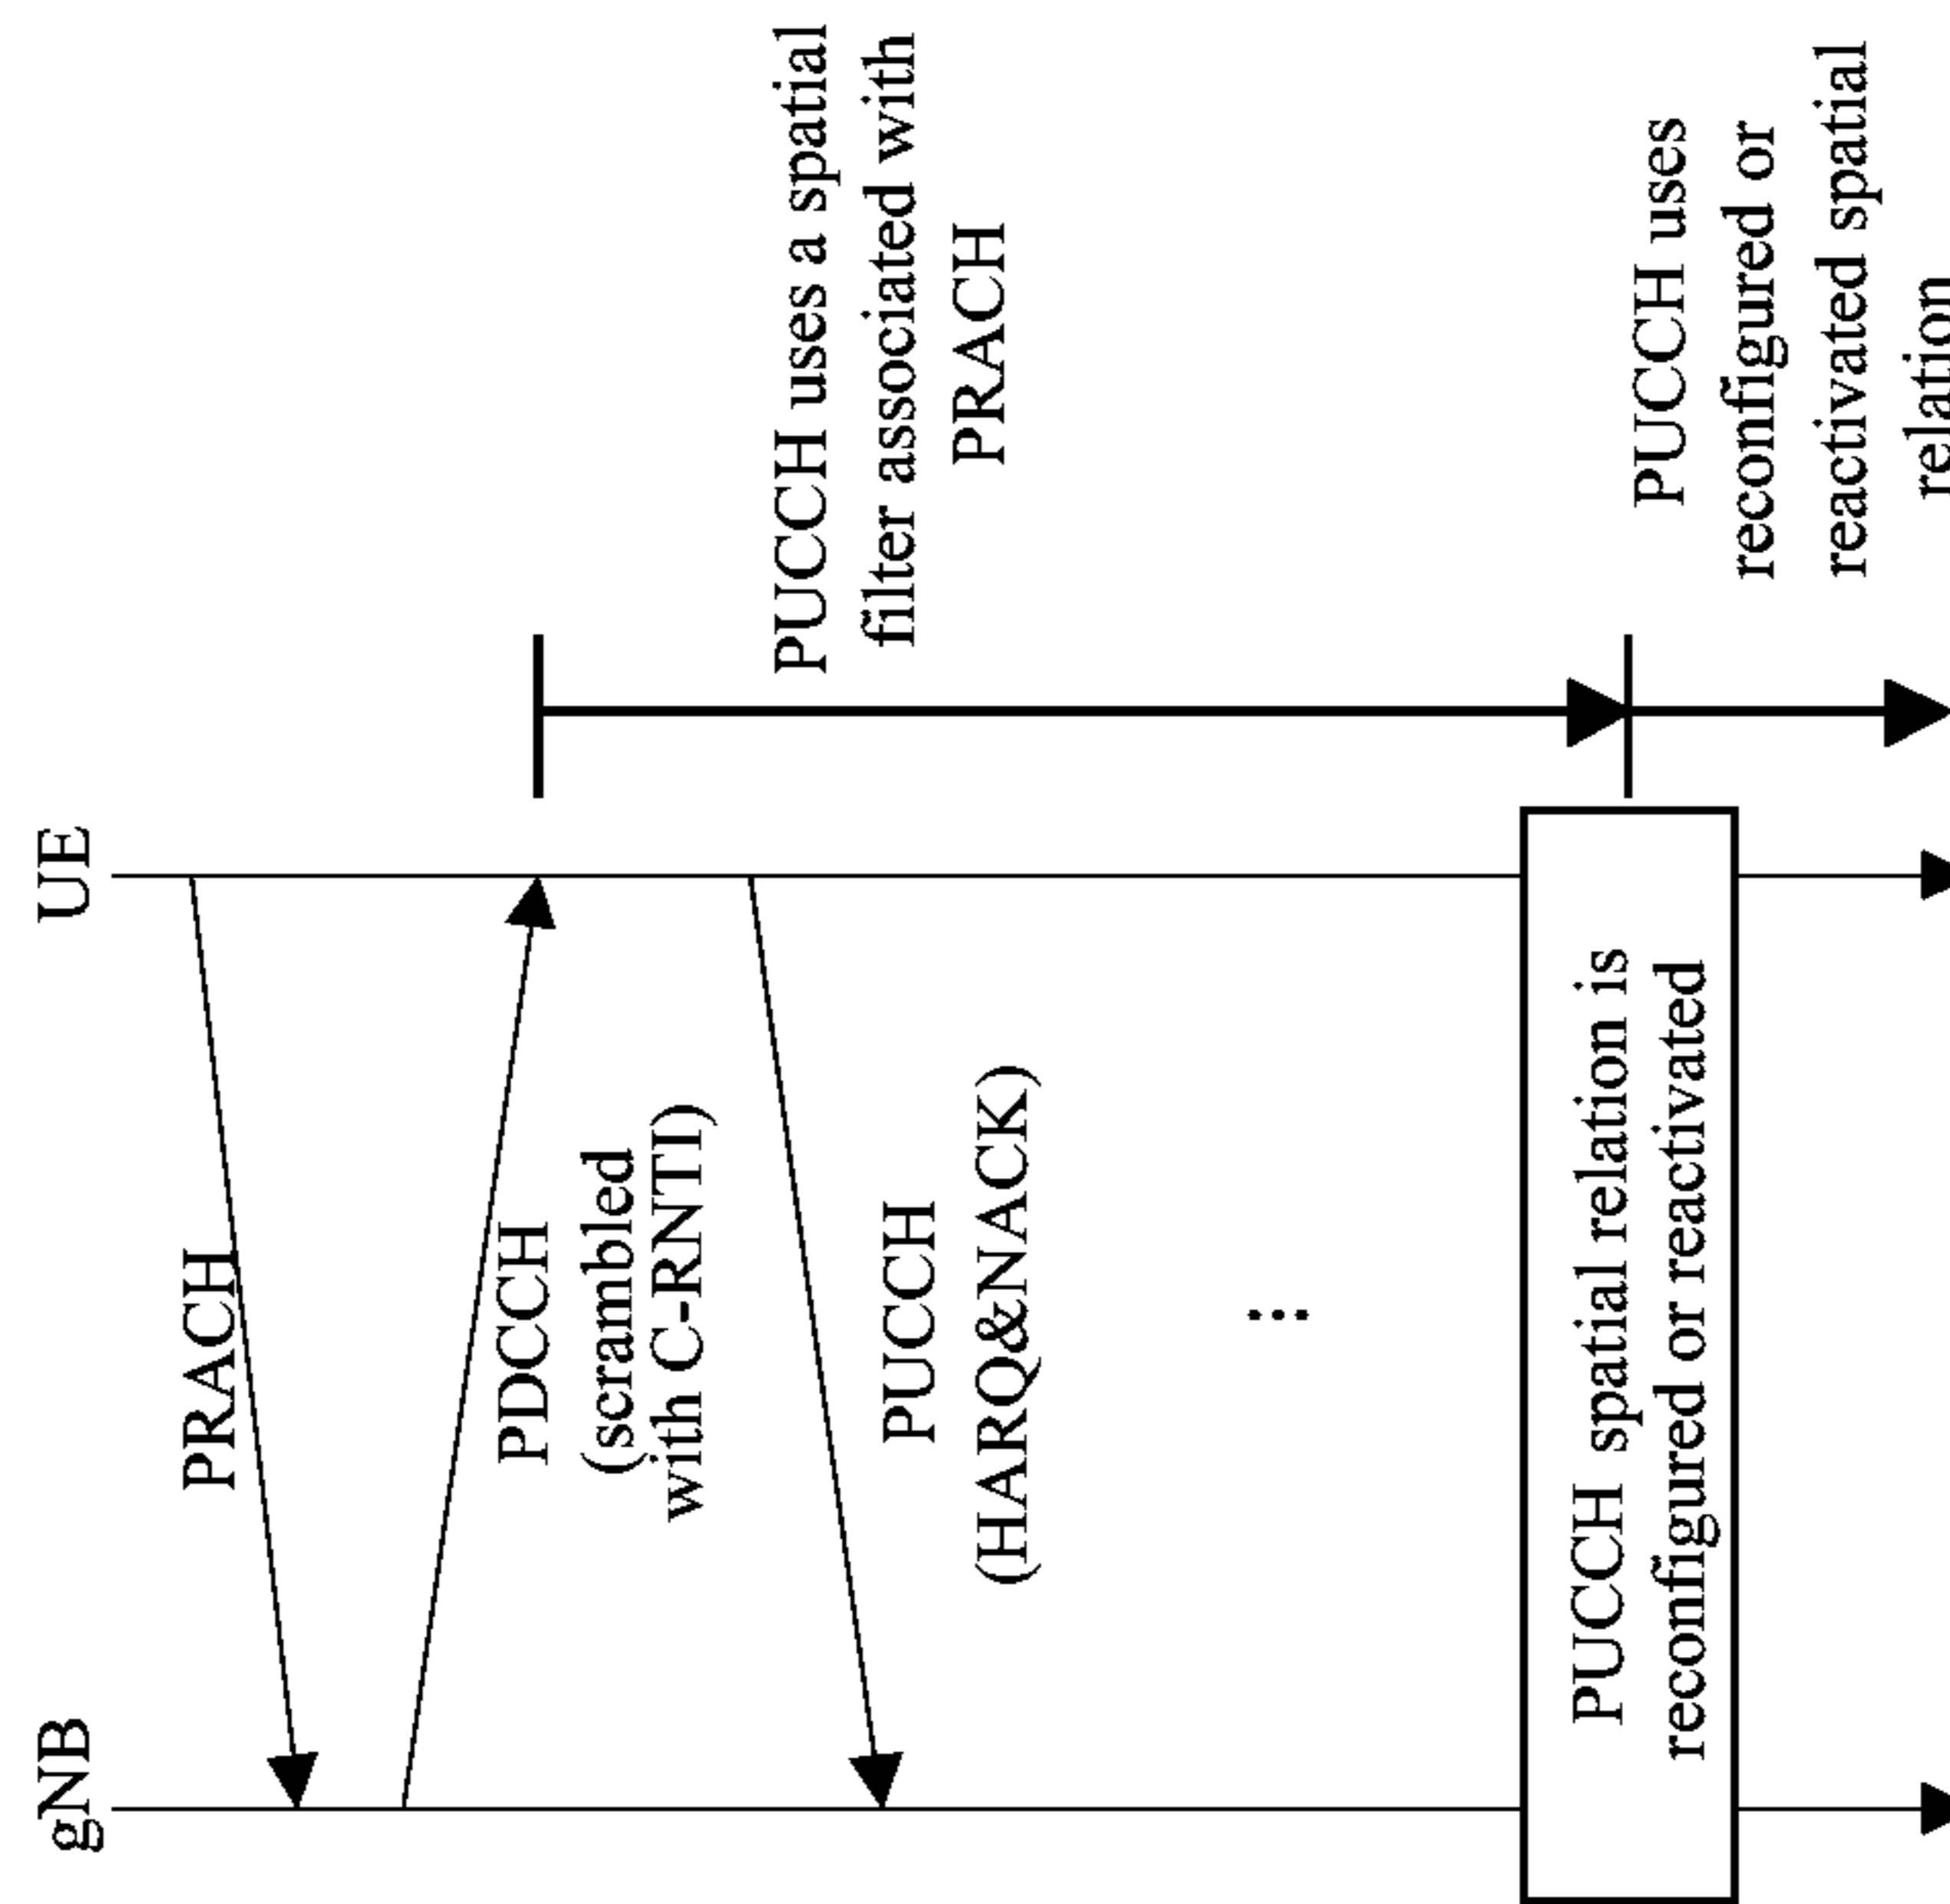 gNB
UE
PRACH
PDCCH
(scrambled
with C-RNTI)
PUCCH
(HARQ&NACK)
PUCCH spatial relation is
reconfigured or reactivated
PUCCH uses a spatial
filter associated with
PRACH
PUCCH uses
reconfigured or
reactivated spatial
relation